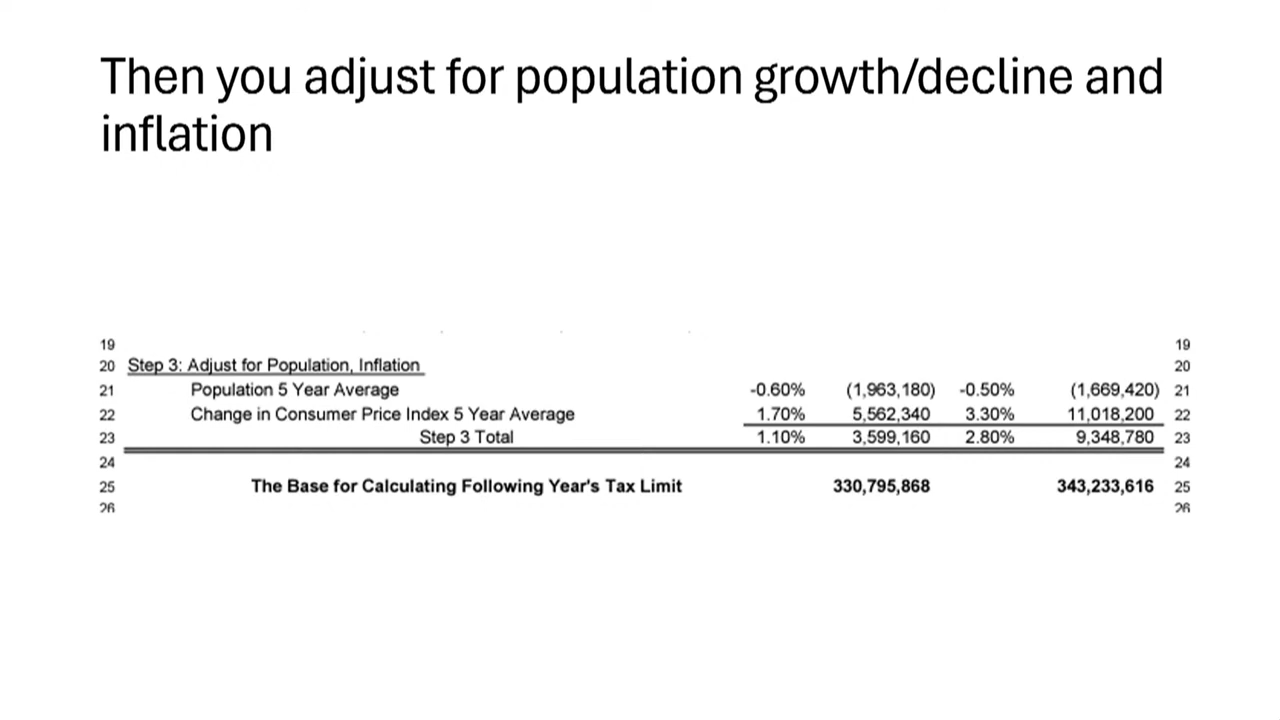 Then you adjust for population growth/decline and
inflation
19 19
20 Step 3: Adjust for Population, Inflation 20
21 Population 5 Year Average -0.60% (1,963,180) -0.50% (1,669,420) 21
22 Change in Consumer Price Index 5 Year Average 1.70% 5,562,340 3.30% 11,018,200 22
23 Step 3 Total 1.10% 3,599,160 2.80% 9,348,780 23
24 24
25 The Base for Calculating Following Year's Tax Limit 330,795,868 343,233,616 25
26 26